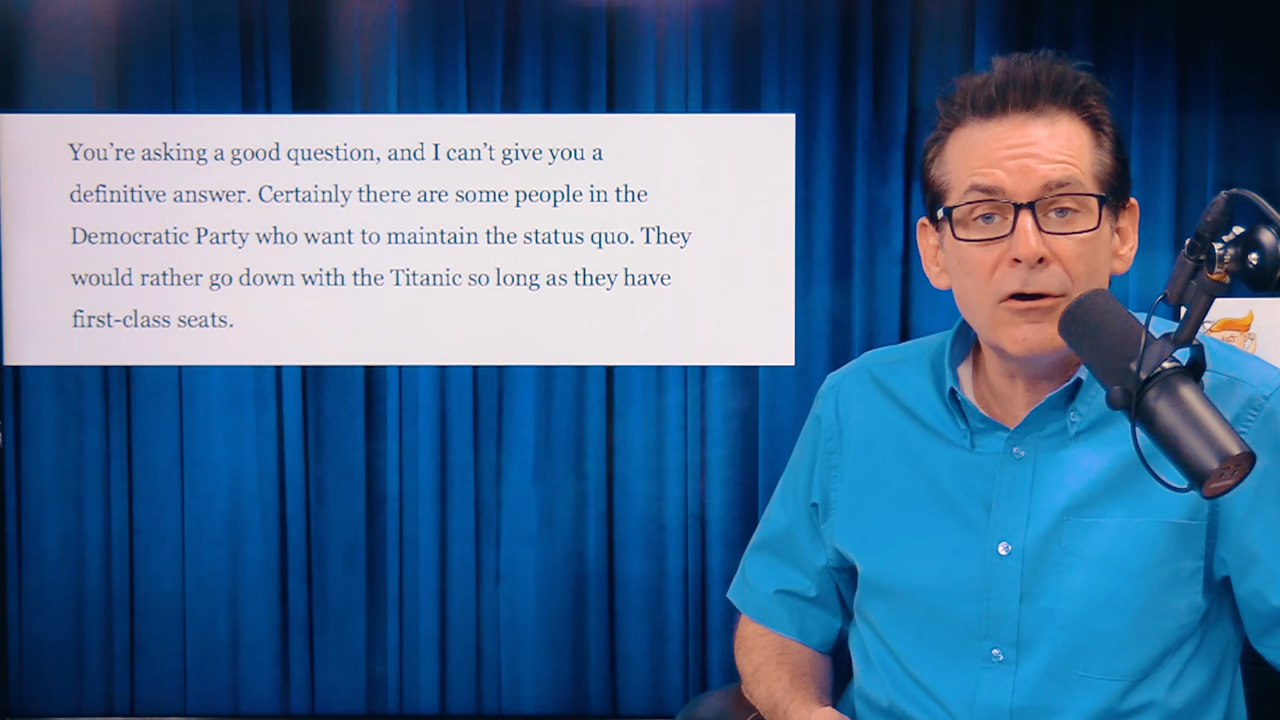 You're asking a good question, and I can't give you a
definitive answer. Certainly there are some people in the
Democratic Party who want to maintain the status quo. They
would rather go down with the Titanic so long as they have
first-class seats.